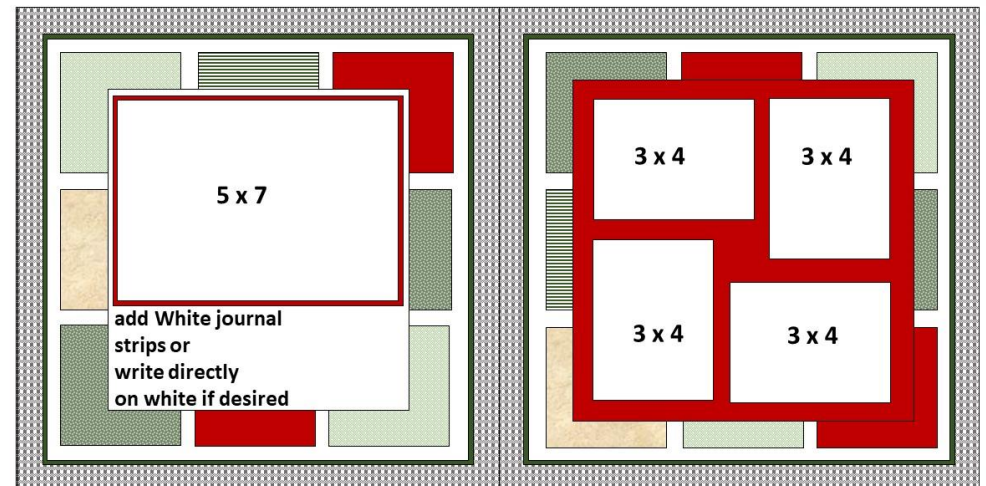 5 x 7
add White journal
strips or
write directly
on white if desired
3 x 4
3 x 4
3 x 4
3 x 4